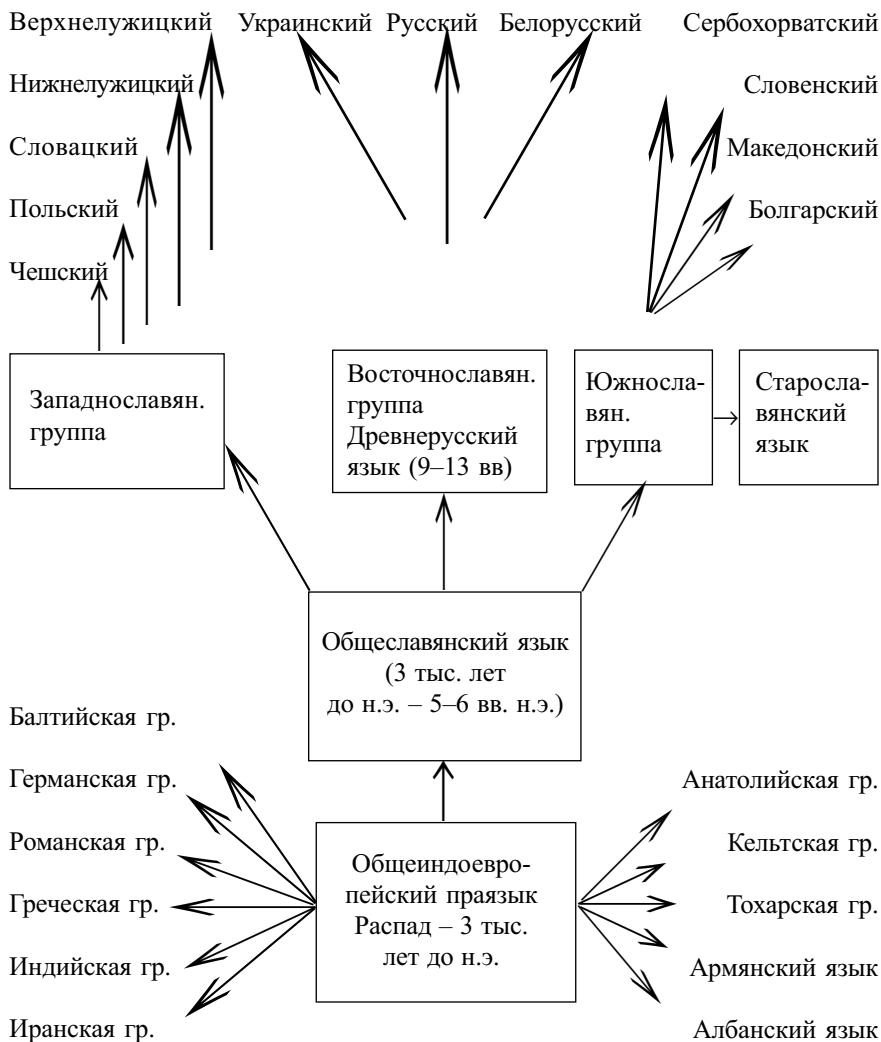 Верхнелужицкий Украинский Русский Белорусский Сербохорватский
Нижнелужицкий Словенский
Словацкий Македонский
Польский Болгарский
Чешский
Западнославян.
группа
Восточнославян.
группа
Древнерусский
язык (9–13 вв)
Южносла-
вян.
группа
Старосла-
вянский
язык
Общеславянский язык
(3 тыс. лет
до н.э. – 5–6 вв. н.э.)
Балтийская гр.
Германская гр.
Романская гр.
Греческая гр.
Индийская гр.
Иранская гр.
Общеиндоевро-
пейский праязык
Распад – 3 тыс.
лет до н.э.
Анатолийская гр.
Кельтская гр.
Тохарская гр.
Армянский язык
Албанский язык